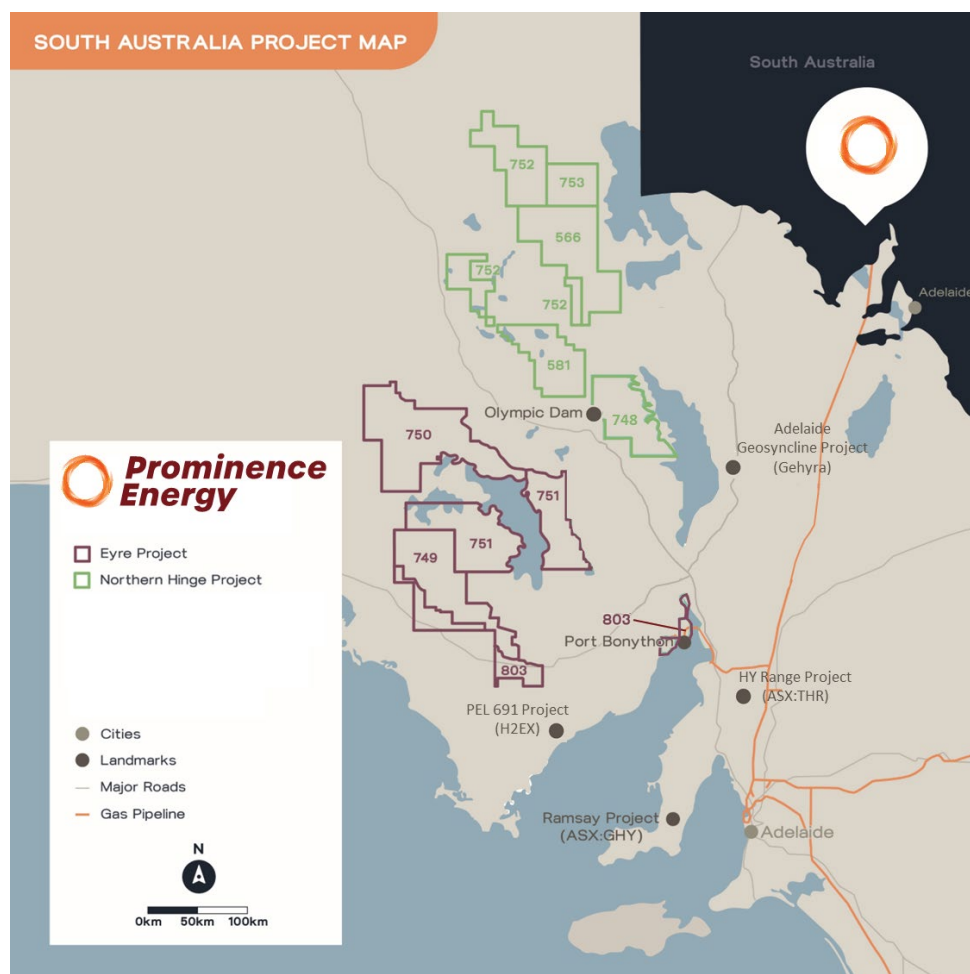 SOUTH AUSTRALIA PROJECT MAP
South Australia
Adelaide
752
753
566
752
752
581
Olympic Dam
748
Adelaide
Geosyncline Project
(Gehyra)
750
751
751
749
803
Port Bonython
803
HY Range Project
(ASX:THR)
PEL 691 Project
(H2EX)
Ramsay Project
(ASX:GHY)
Adelaide
Prominence
Energy
Eyre Project
Northern Hinge Project
Cities
Landmarks
Major Roads
Gas Pipeline
N
0km 50km 100km